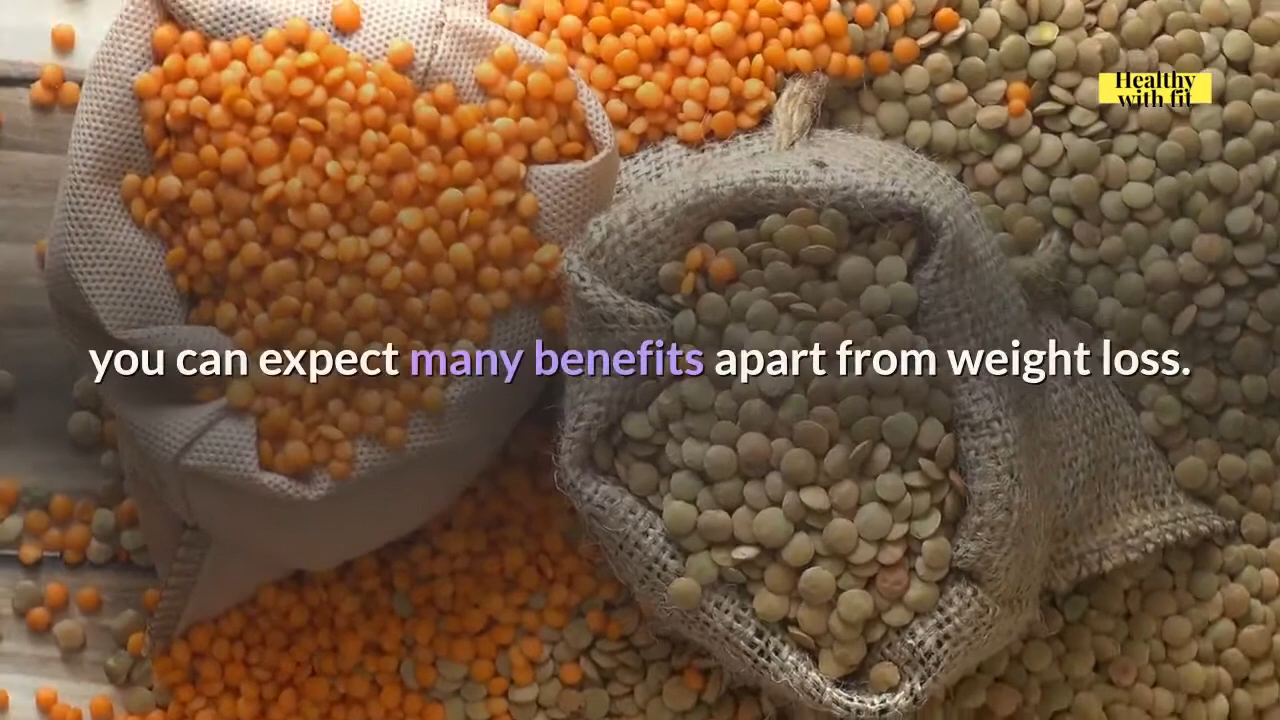 Healthy
with fit
you can expect many benefits apart from weight loss.